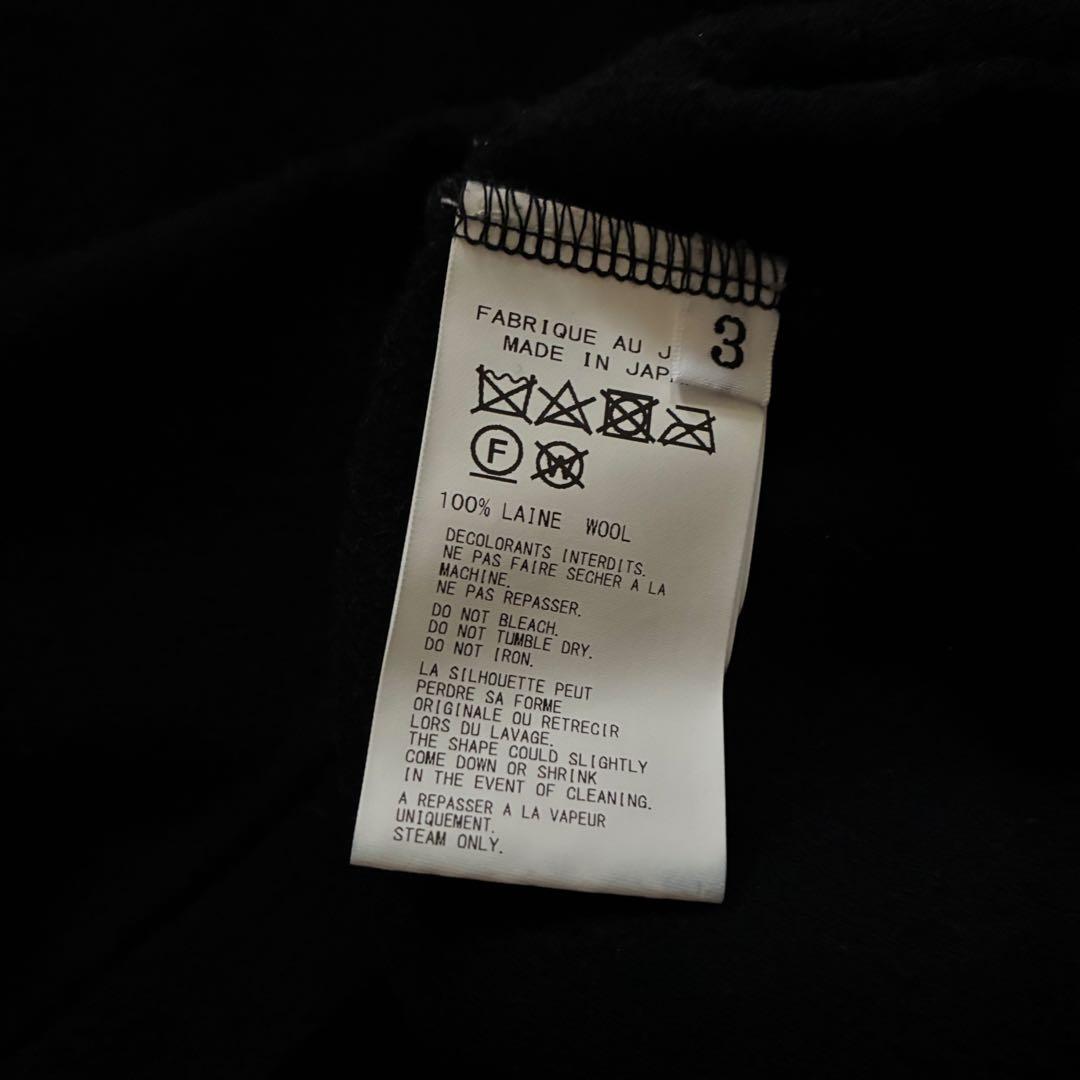 FABRIQUE AU J
3
MADE IN JAP
F
W
100% LAINE WOOL
DECOLORANTS INTERDITS.
NE PAS FAIRE SECHER A LA
MACHINE.
NE PAS REPASSER.
DO NOT BLEACH.
DO NOT TUMBLE DRY.
DO NOT IRON.
LA SILHOUETTE PEUT
PERDRE SA FORME
ORIGINALE OU RETRECIR
LORS DU LAVAGE.
THE SHAPE COULD SLIGHTLY
COME DOWN OR SHRINK
IN THE EVENT OF CLEANING.
A REPASSER A LA VAPEUR
UNIQUEMENT.
STEAM ONLY.